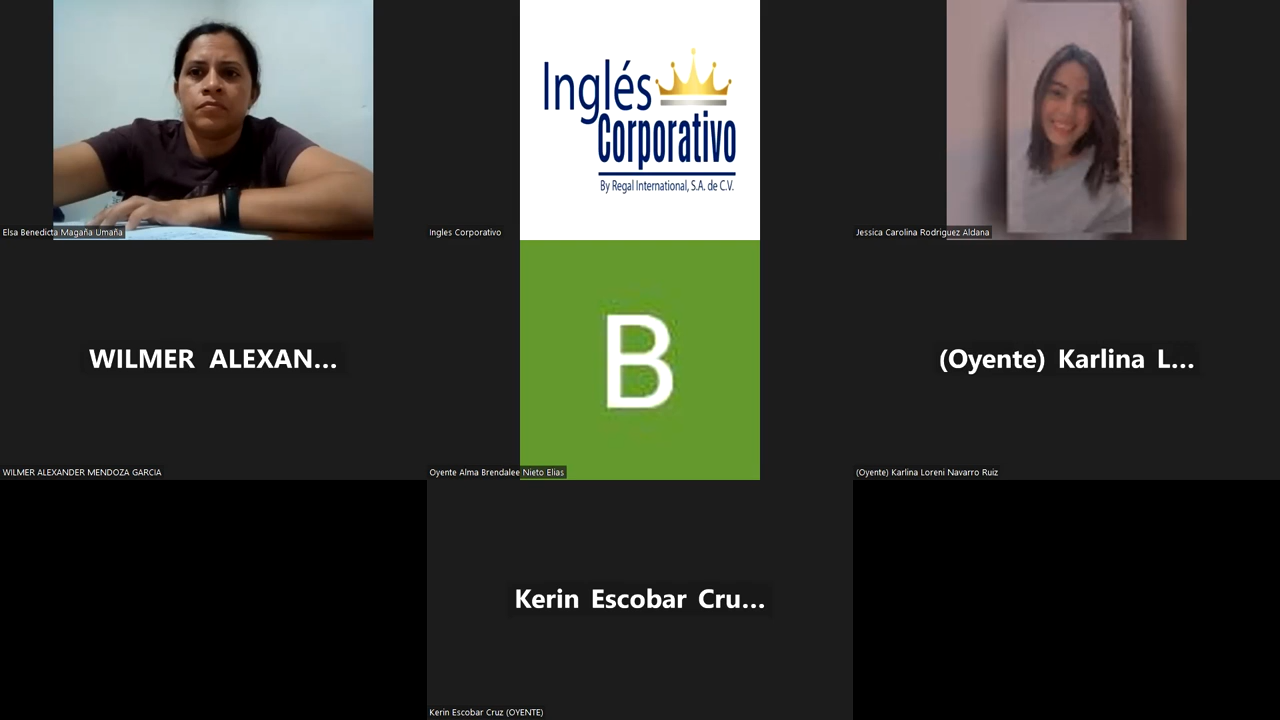 Inglés
Corporativo
By Regal International, S.A. de C.V.
Elsa Benedicta Magaña Umaña
Ingles Corporativo
Jessica Carolina Rodriguez Aldana
WILMER ALEXAN...
B
(Oyente) Karlina L...
WILMER ALEXANDER MENDOZA GARCIA
Oyente Alma Brendalee Nieto Elias
(Oyente) Karlina Loreni Navarro Ruiz
Kerin Escobar Cru...
Kerin Escobar Cruz (OYENTE)